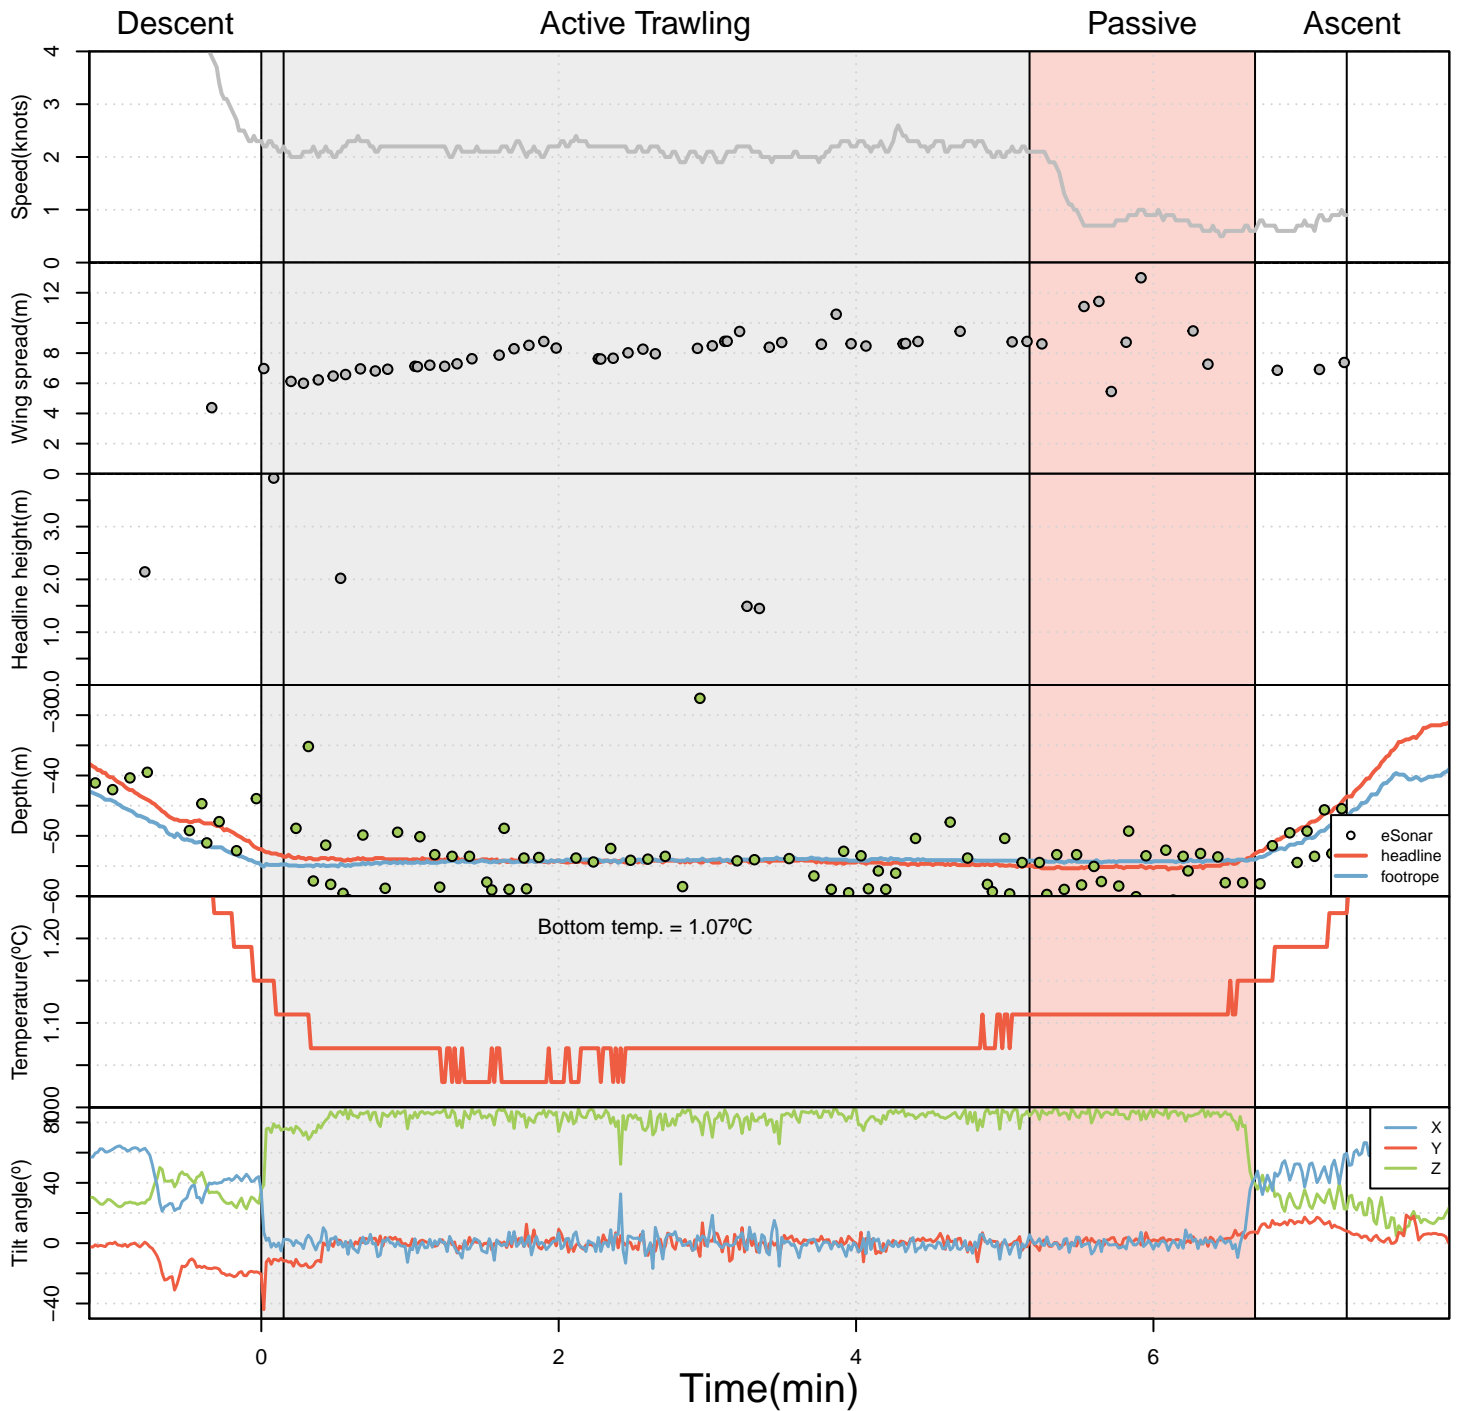 Descent Active Trawling Passive Ascent
Speed(knots)
0 1 2 3 4
Wing spread(m)
0 2 4 6 8 12
Headline height(m)
0.0 1.0 2.0 3.0
Depth(m)
−60 −50 −40 −30
eSonar
headline
footrope
Temperature(ºC)
1.00 1.10 1.20
Bottom temp. = 1.07ºC
Tilt angle(º)
−40 0 40 80
X
Y
Z
0 2 4 6
Time(min)